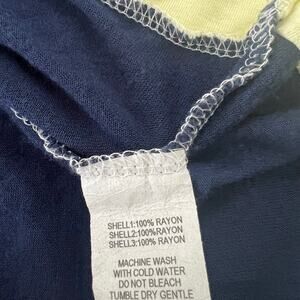 SHELL1:100% RAYON
SHELL2:100%RAYON
SHELL3:100% RAYON
MACHINE WASH
WITH COLD WATER
DO NOT BLEACH
TUMBLE DRY GENTLE